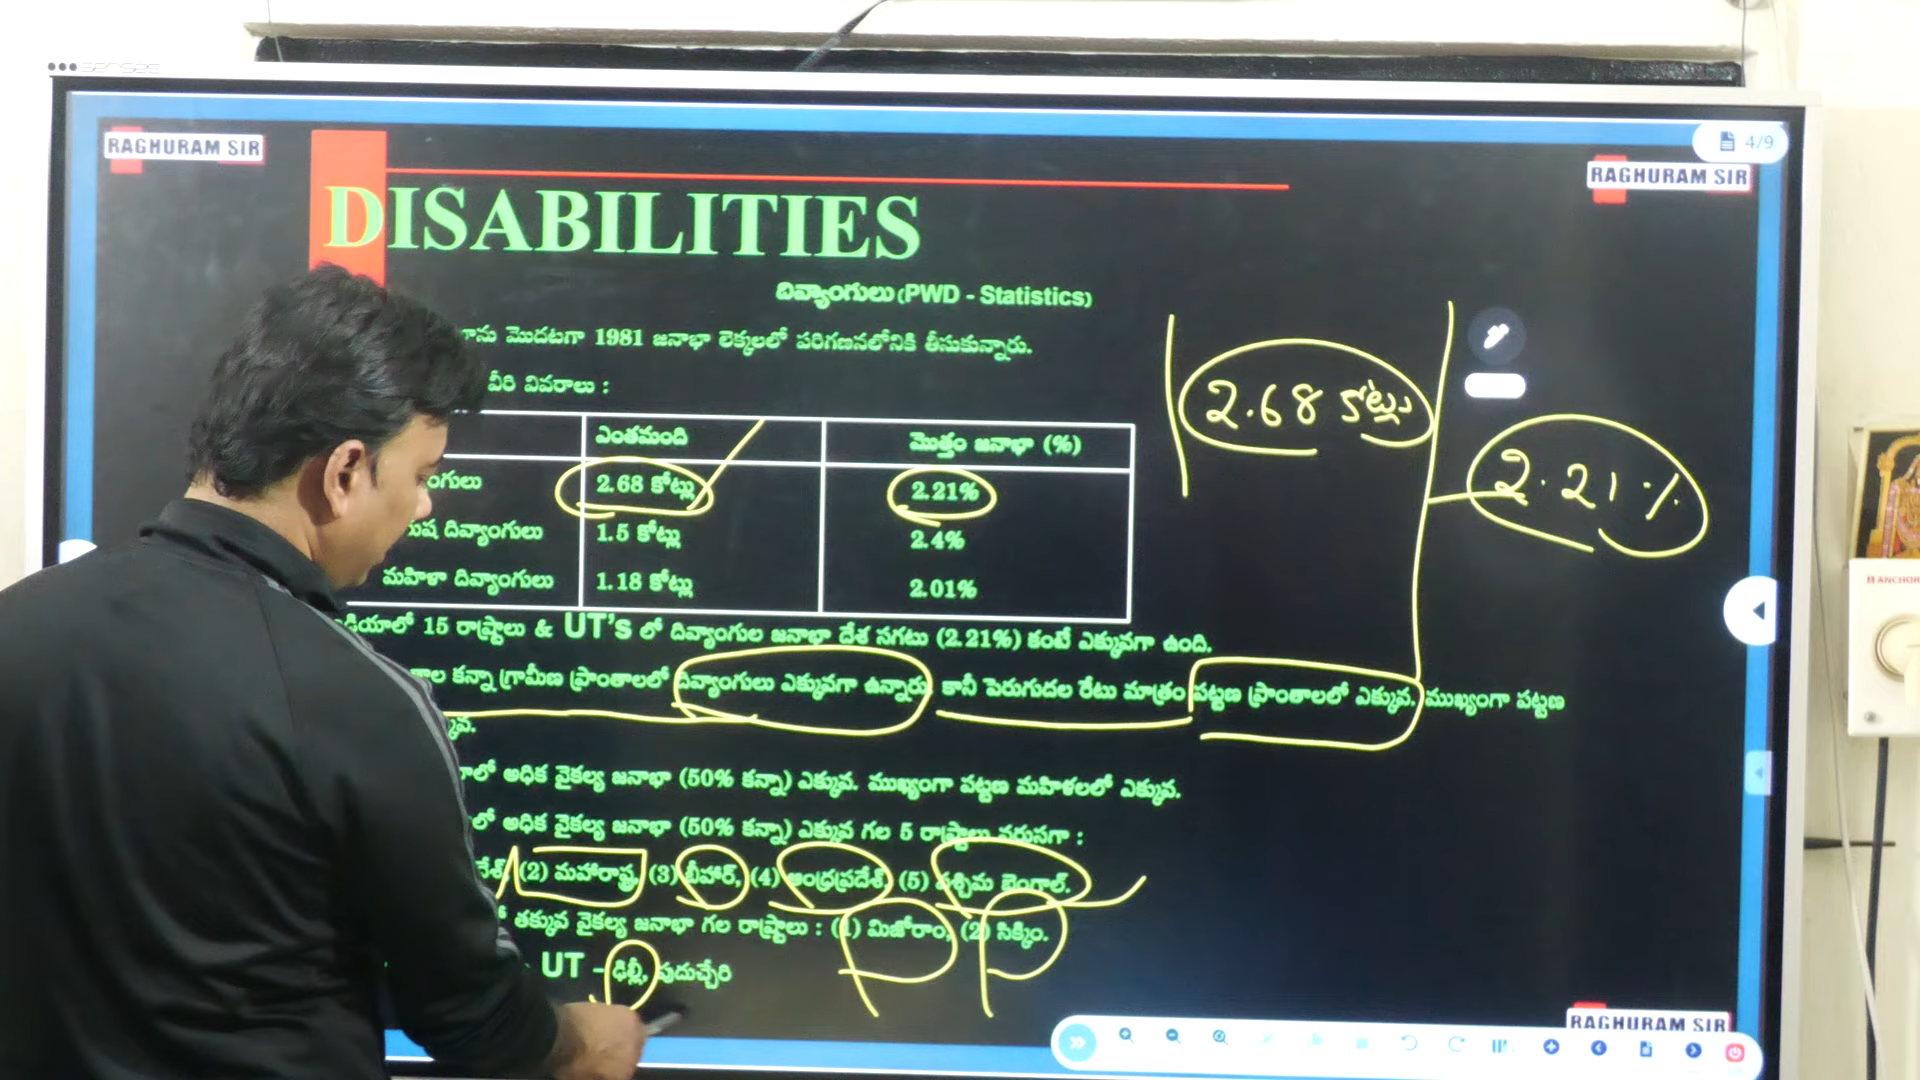 RAGHURAM SIR
4/9
RAGHURAM SIR
DISABILITIES
దివ్యాంగులు (PWD - Statistics)
మొదటగా 1981 జనాభా లెక్కలలో పరిగణనలోనికి తీసుకున్నారు.
వీరి వివరాలు :
ఎంతమంది మొత్తం జనాభా (%)
2.68 కోట్లు 2.21%
దివ్యాంగులు 1.5 కోట్లు 2.4%
మహిళా దివ్యాంగులు 1.18 కోట్లు 2.01%
2.68 కోట్లు
2.21%
15 రాష్ట్రాలు & UT's లో దివ్యాంగుల జనాభా దేశ సగటు (2.21%) కంటే ఎక్కువగా ఉంది.
కన్నా గ్రామీణ ప్రాంతాలలో దివ్యాంగులు ఎక్కువగా ఉన్నారు. కానీ పెరుగుదల రేటు మాత్రం పట్టణ ప్రాంతాలలో ఎక్కువ. ముఖ్యంగా పట్టణ
అధిక వైకల్య జనాభా (50% కన్నా) ఎక్కువ. ముఖ్యంగా పట్టణ మహిళలలో ఎక్కువ.
అధిక వైకల్య జనాభా (50% కన్నా) ఎక్కువ గల 5 రాష్ట్రాలు వరుసగా :
(2) మహారాష్ట్ర, (3) బీహార్, (4) ఆంధ్రప్రదేశ్, (5) పశ్చిమ బెంగాల్.
తక్కువ వైకల్య జనాభా గల రాష్ట్రాలు : (1) మిజోరాం, (2) సిక్కిం.
UT - ఢిల్లీ, పుదుచ్చేరి
RAGHURAM SIR
ANCHOR